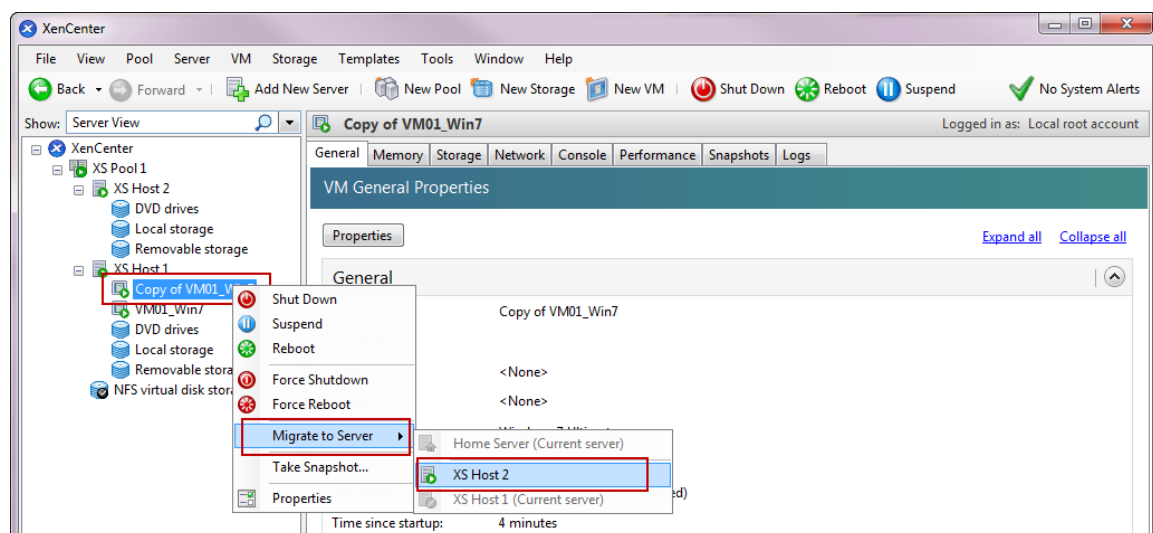 XenCenter
File View Pool Server VM Storage Templates Tools Window Help
Back Forward Add New Server New Pool New Storage New VM Shut Down Reboot Suspend No System Alerts
Show: Server View
Copy of VM01_Win7 Logged in as: Local root account
XenCenter
XS Pool 1
XS Host 2
DVD drives
Local storage
Removable storage
XS Host 1
Copy of VM01_W
VM01_Win7
DVD drives
Local storage
Removable stora
NFS virtual disk stor
General Memory Storage Network Console Performance Snapshots Logs
VM General Properties
Properties Expand all Collapse all
General
Copy of VM01_Win7
<None>
<None>
ed)
Time since startup: 4 minutes
Shut Down
Suspend
Reboot
Force Shutdown
Force Reboot
Migrate to Server
Take Snapshot...
Properties
Home Server (Current server)
XS Host 2
XS Host 1 (Current server)